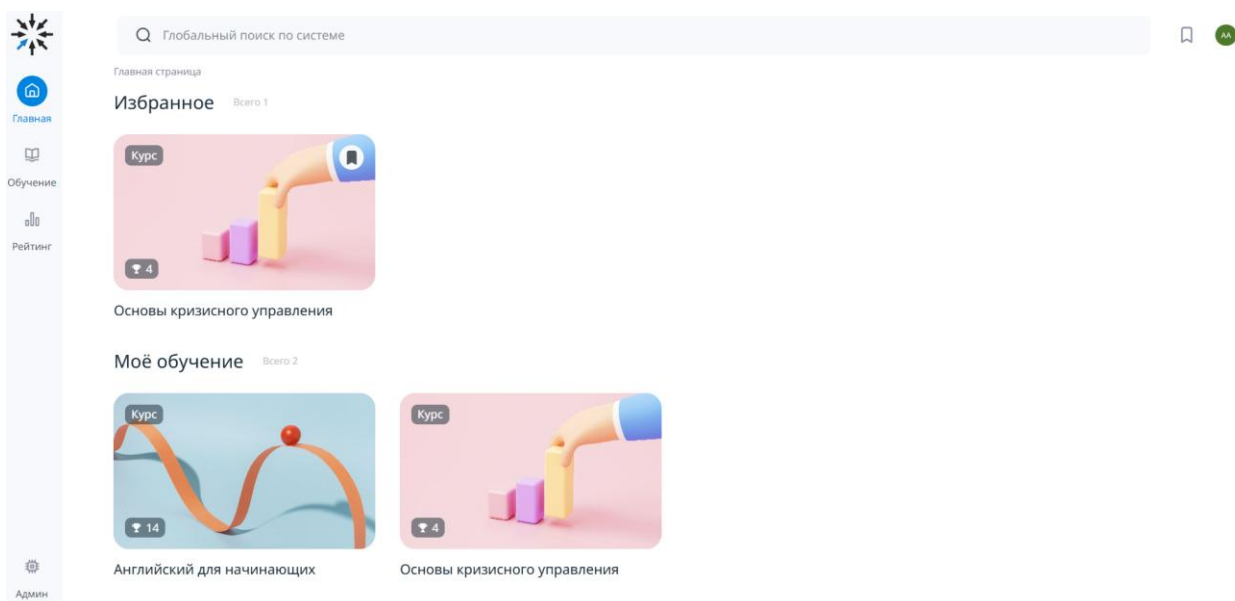 Глобальный поиск по системе
AA
Главная страница
Главная
Обучение
Рейтинг
Админ
Избранное Всего 1
Курс
4
Основы кризисного управления
Моё обучение Всего 2
Курс
14
Английский для начинающих
Курс
4
Основы кризисного управления